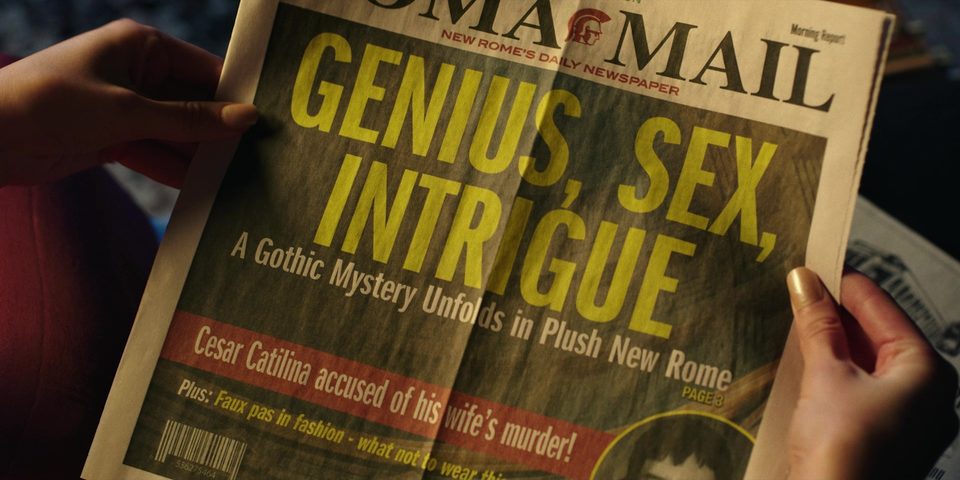 OMA MAIL
Morning Report
NEW ROME'S DAILY NEWSPAPER
GENIUS, SEX,
INTRIGUE
A Gothic Mystery Unfolds in Plush New Rome
PAGE 3
Cesar Catilina accused of his wife's murder!
Plus: Faux pas in fashion - what not to wear this